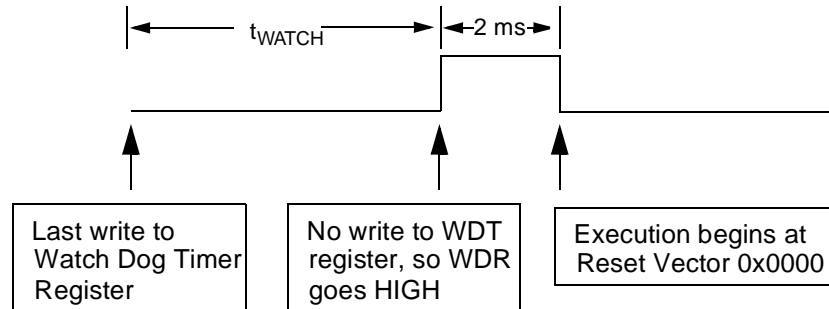 tWATCH
2 ms
Last write to
Watch Dog Timer
Register
No write to WDT
register, so WDR
goes HIGH
Execution begins at
Reset Vector 0x0000